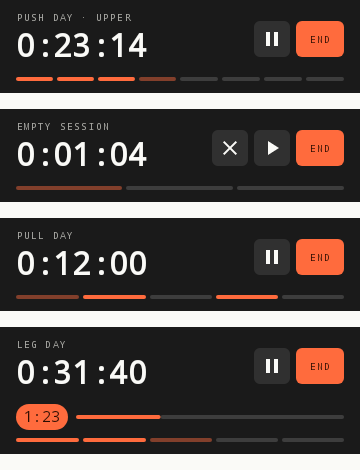 PUSH DAY · UPPER
0:23:14
END
EMPTY SESSION
0:01:04
END
PULL DAY
0:12:00
END
LEG DAY
0:31:40
END
1:23